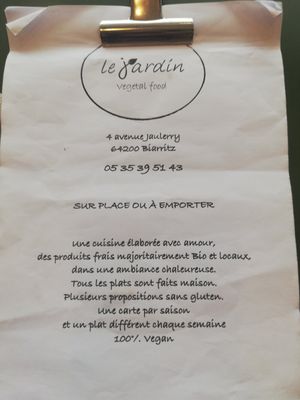 le jardin
Vegetal food
4 avenue Jaulerry
64200 Biarritz
05 35 39 51 43
SUR PLACE OU À EMPORTER
Une cuisine élaborée avec amour,
des produits frais majoritairement Bio et locaux,
dans une ambiance chaleureuse.
Tous les plats sont faits maison.
Plusieurs propositions sans gluten.
Une carte par saison
et un plat différent chaque semaine
100% Vegan